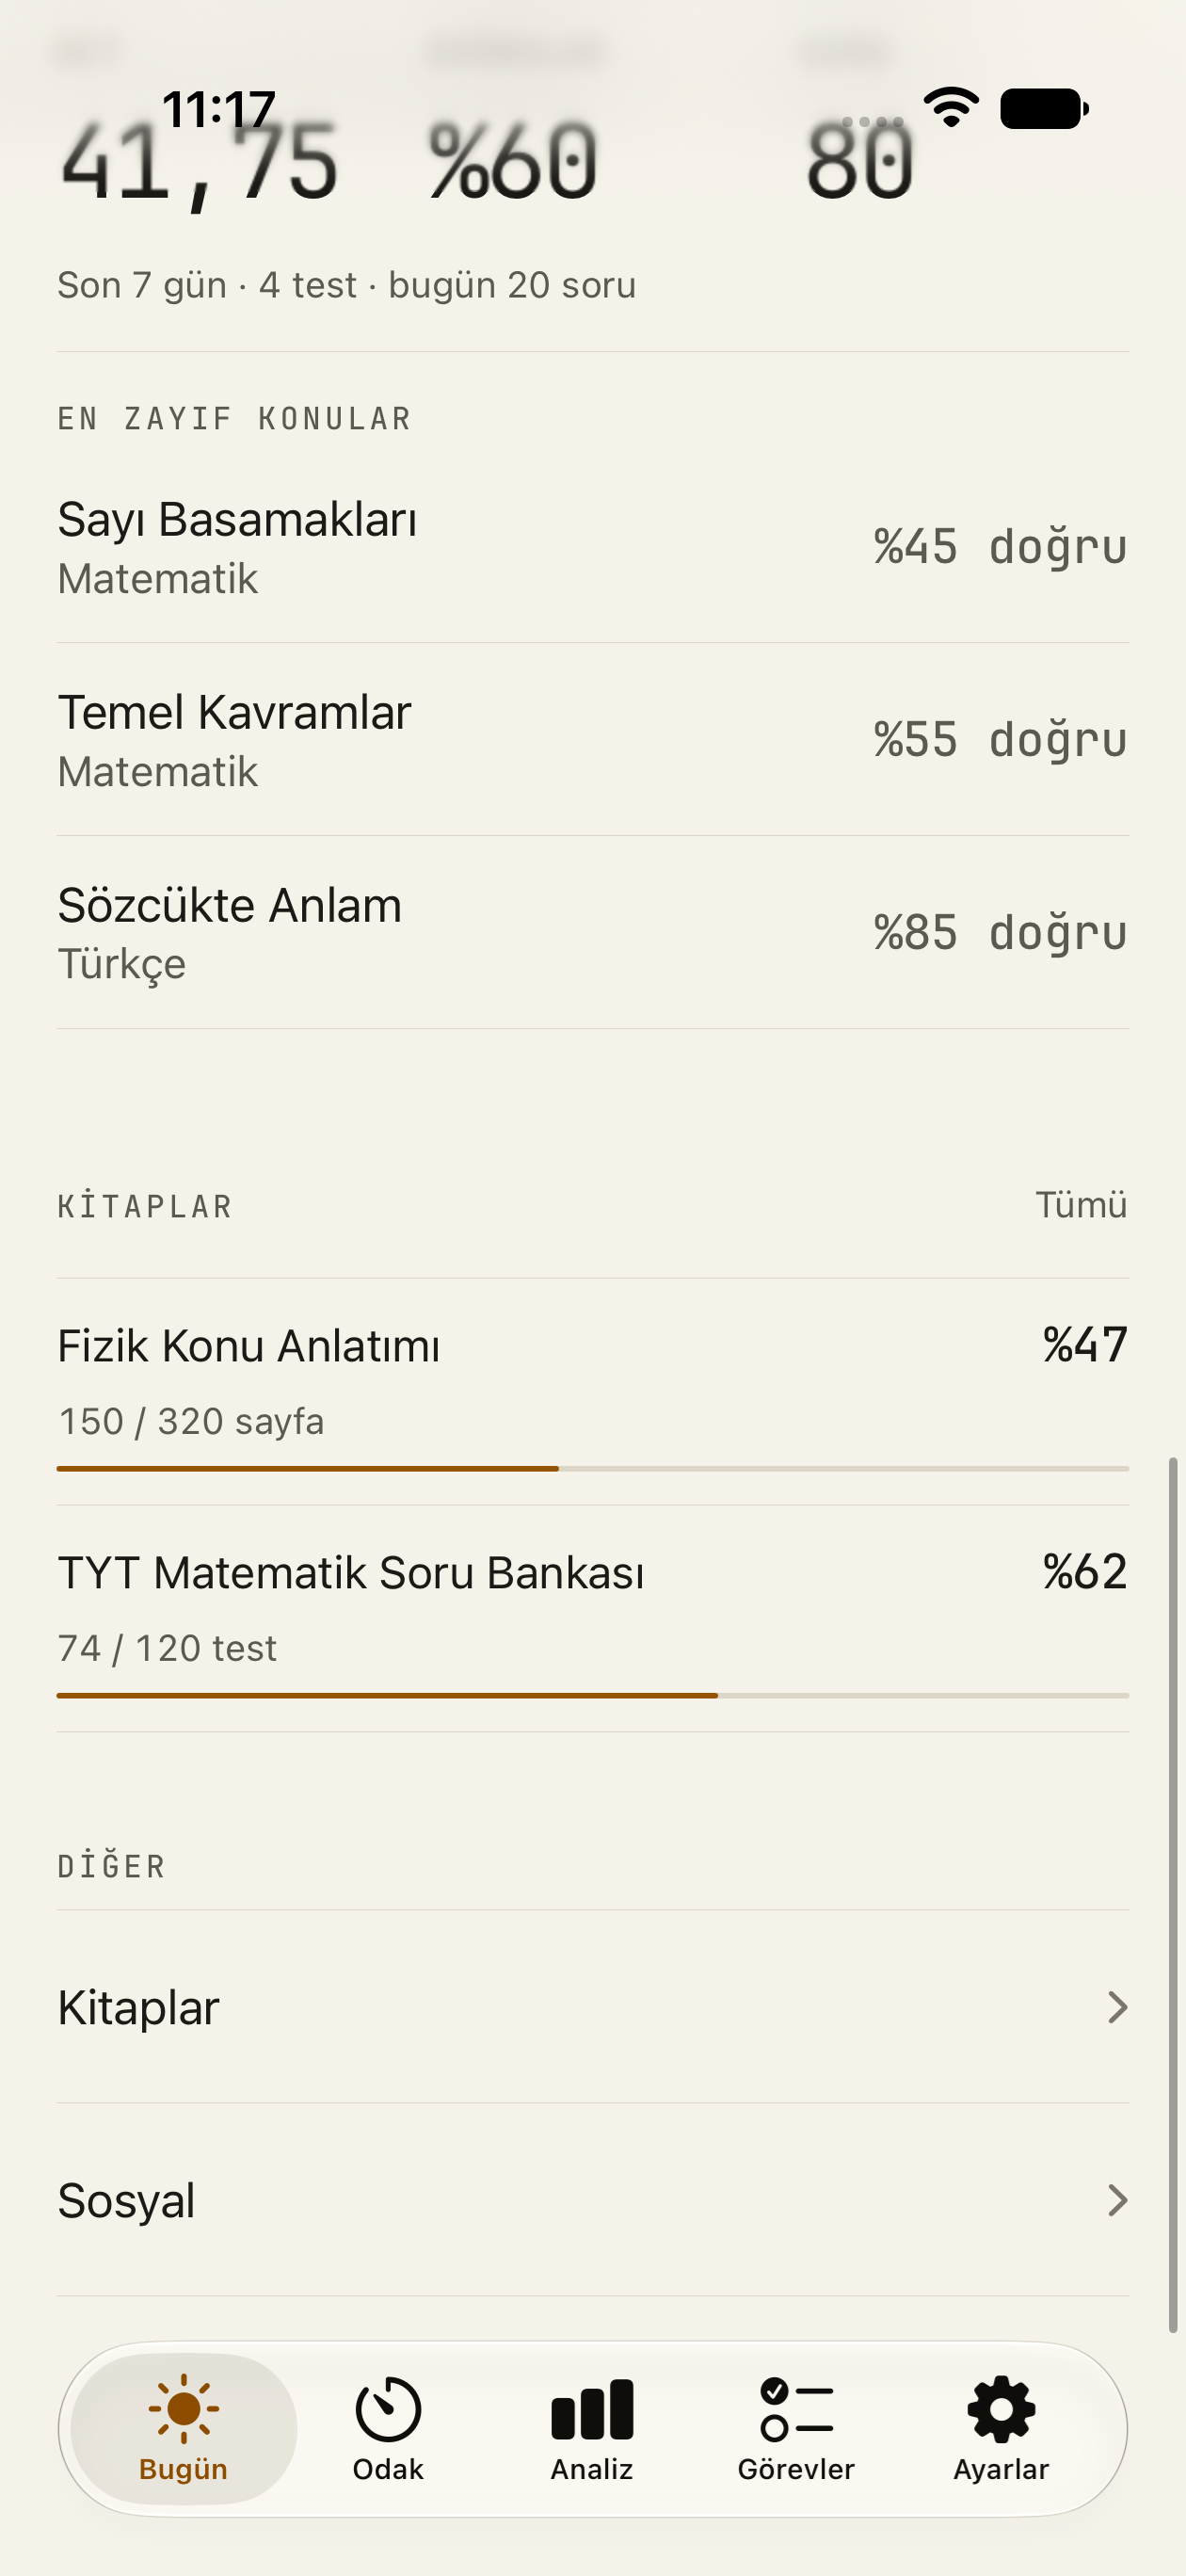 11:17
41,75 %60 80
Son 7 gün · 4 test · bugün 20 soru
EN ZAYIF KONULAR
Sayı Basamakları
Matematik
%45 doğru
Temel Kavramlar
Matematik
%55 doğru
Sözcükte Anlam
Türkçe
%85 doğru
KİTAPLAR
Tümü
Fizik Konu Anlatımı
%47
150 / 320 sayfa
TYT Matematik Soru Bankası
%62
74 / 120 test
DİĞER
Kitaplar
Sosyal
Bugün
Odak
Analiz
Görevler
Ayarlar